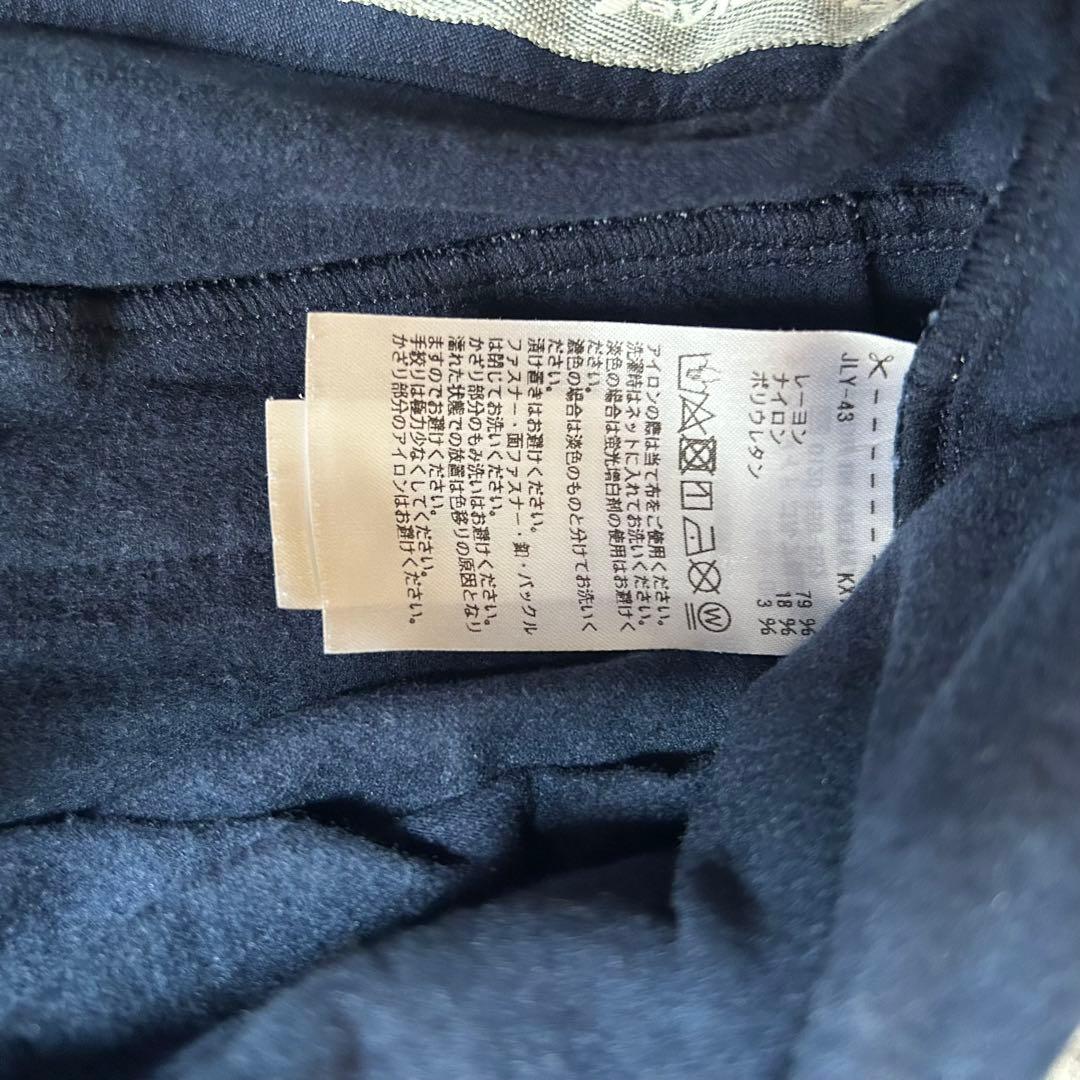 JLY-43 KX
レーヨン 79%
ナイロン 18%
ポリウレタン 3%
W
アイロンの際は当て布をご使用ください。
洗濯時はネットに入れてお洗いください。
淡色の場合は蛍光増白剤の使用はお避けく
ださい。
濃色の場合は淡色のものと分けてお洗いく
ださい。
漬け置きはお避けください。
ファスナー・面ファスナー・釦・バックル
は閉じてお洗いください。
かざり部分のもみ洗いはお避けください。
濡れた状態での放置は色移りの原因となり
ますのでお避けください。
手絞りは極力少なくしてください。
かざり部分のアイロンはお避けください。